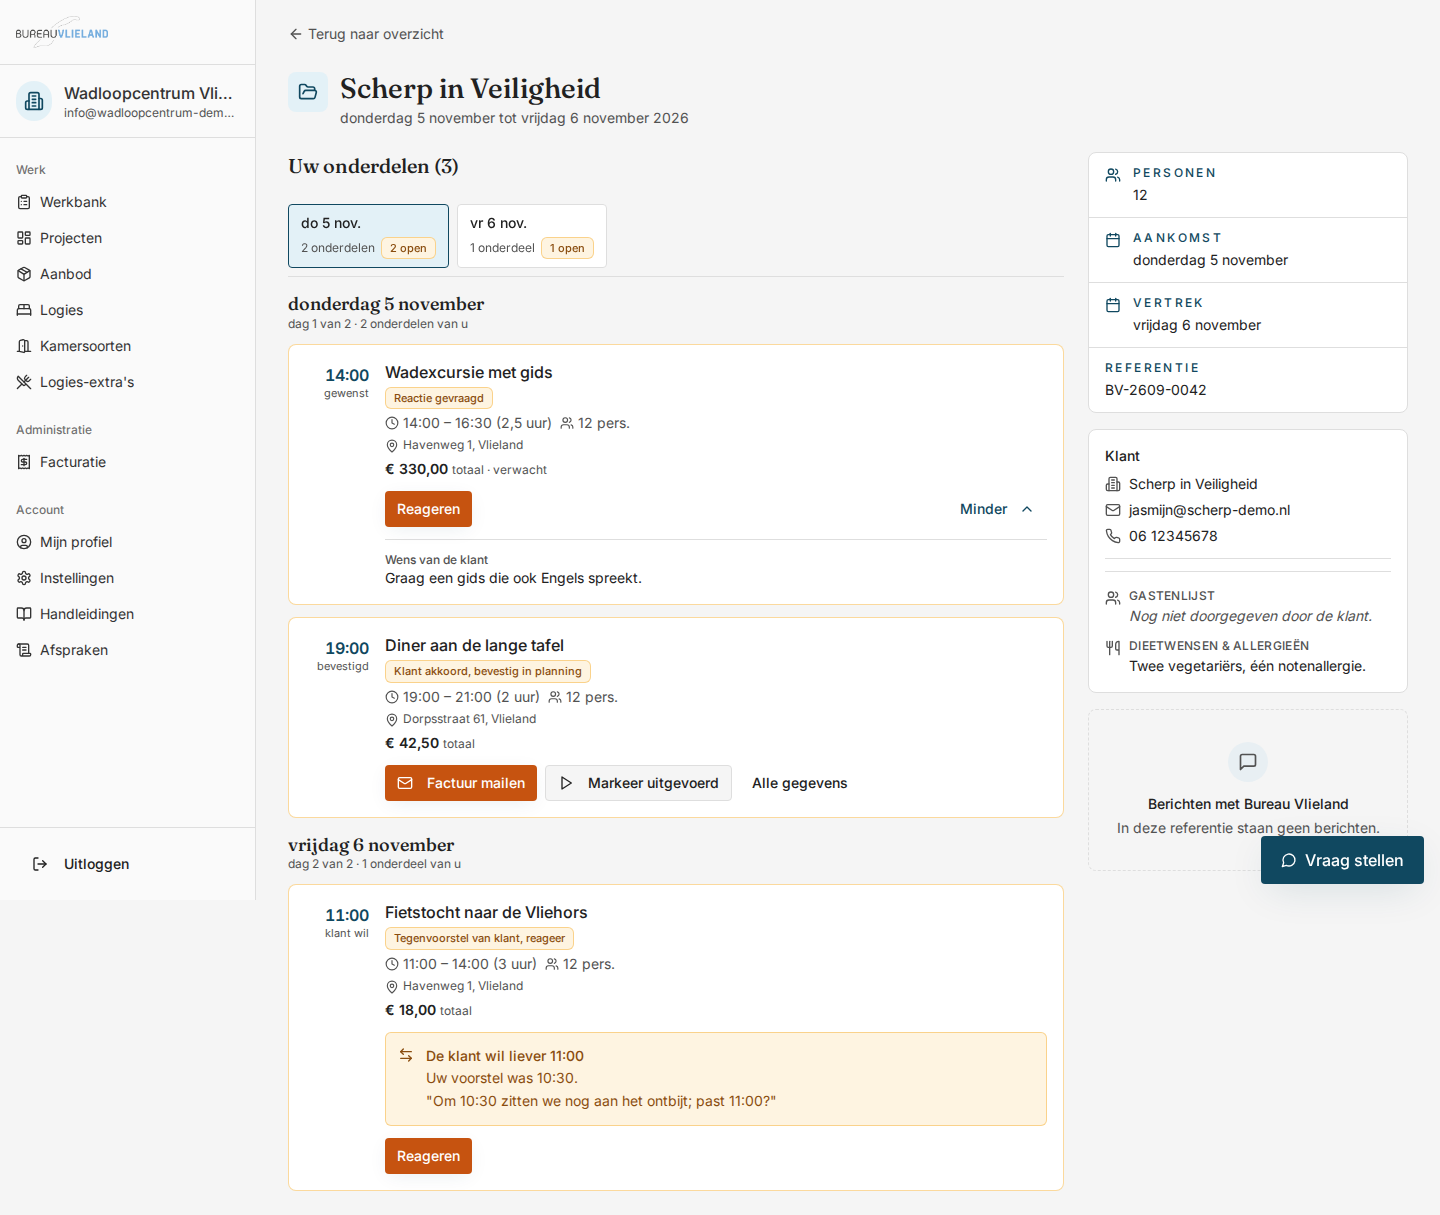 BUREAUVLIELAND
Wadloopcentrum Vli...
info@wadloopcentrum-dem...
Werk
Werkbank
Projecten
Aanbod
Logies
Kamersoorten
Logies-extra's
Administratie
Facturatie
Account
Mijn profiel
Instellingen
Handleidingen
Afspraken
Uitloggen
Terug naar overzicht
Scherp in Veiligheid
donderdag 5 november tot vrijdag 6 november 2026
Uw onderdelen (3)
do 5 nov.
2 onderdelen 2 open
vr 6 nov.
1 onderdeel 1 open
donderdag 5 november
dag 1 van 2 · 2 onderdelen van u
14:00
gewenst
Wadexcursie met gids
Reactie gevraagd
14:00 – 16:30 (2,5 uur) 12 pers.
Havenweg 1, Vlieland
€ 330,00 totaal · verwacht
Reageren
Minder
Wens van de klant
Graag een gids die ook Engels spreekt.
19:00
bevestigd
Diner aan de lange tafel
Klant akkoord, bevestig in planning
19:00 – 21:00 (2 uur) 12 pers.
Dorpsstraat 61, Vlieland
€ 42,50 totaal
Factuur mailen
Markeer uitgevoerd
Alle gegevens
vrijdag 6 november
dag 2 van 2 · 1 onderdeel van u
11:00
klant wil
Fietstocht naar de Vliehors
Tegenvoorstel van klant, reageer
11:00 – 14:00 (3 uur) 12 pers.
Havenweg 1, Vlieland
€ 18,00 totaal
De klant wil liever 11:00
Uw voorstel was 10:30.
"Om 10:30 zitten we nog aan het ontbijt; past 11:00?"
Reageren
PERSONEN
12
AANKOMST
donderdag 5 november
VERTREK
vrijdag 6 november
REFERENTIE
BV-2609-0042
Klant
Scherp in Veiligheid
jasmijn@scherp-demo.nl
06 12345678
GASTENLIJST
Nog niet doorgegeven door de klant.
DIEETWENSEN & ALLERGIEËN
Twee vegetariërs, één notenallergie.
Berichten met Bureau Vlieland
In deze referentie staan geen berichten.
Vraag stellen